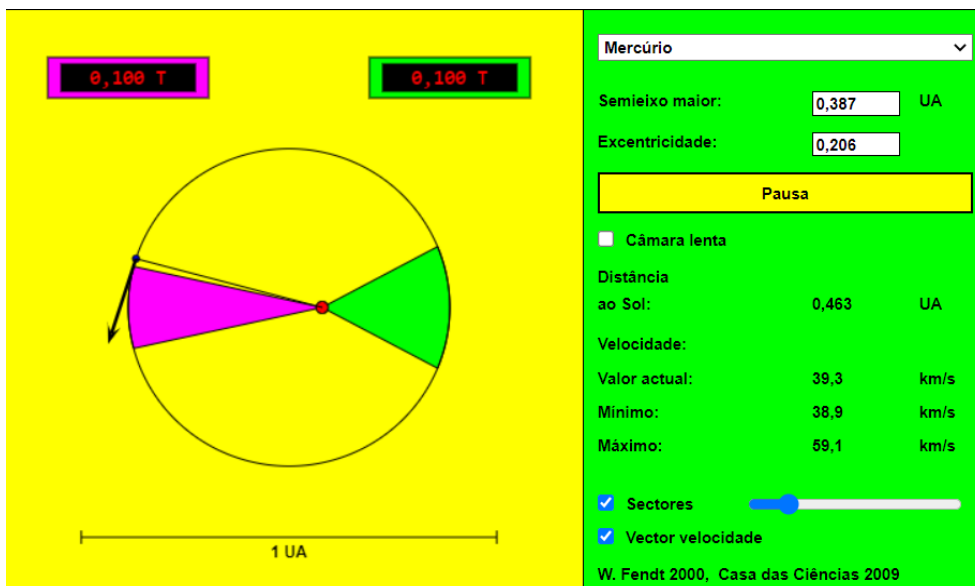 0,100 T
0,100 T
1 UA
Mercúrio
Semieixo maior: 0,387 UA
Excentricidade: 0,206
Pausa
Câmara lenta
Distância
ao Sol: 0,463 UA
Velocidade:
Valor actual: 39,3 km/s
Mínimo: 38,9 km/s
Máximo: 59,1 km/s
Sectores
Vector velocidade
W. Fendt 2000, Casa das Ciências 2009